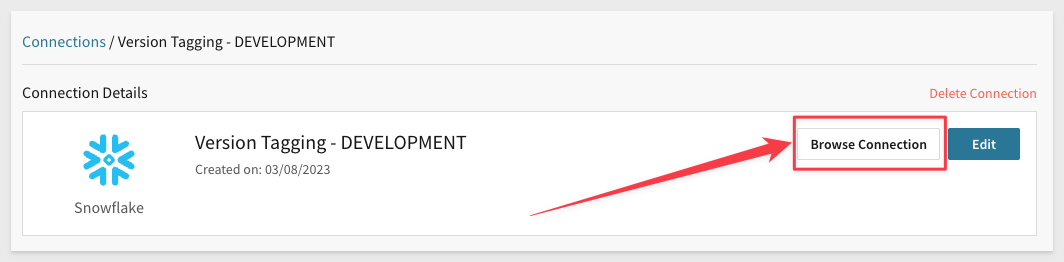 Connections / Version Tagging - DEVELOPMENT
Connection Details
Delete Connection
Version Tagging - DEVELOPMENT
Browse Connection
Edit
Created on: 03/08/2023
Snowflake